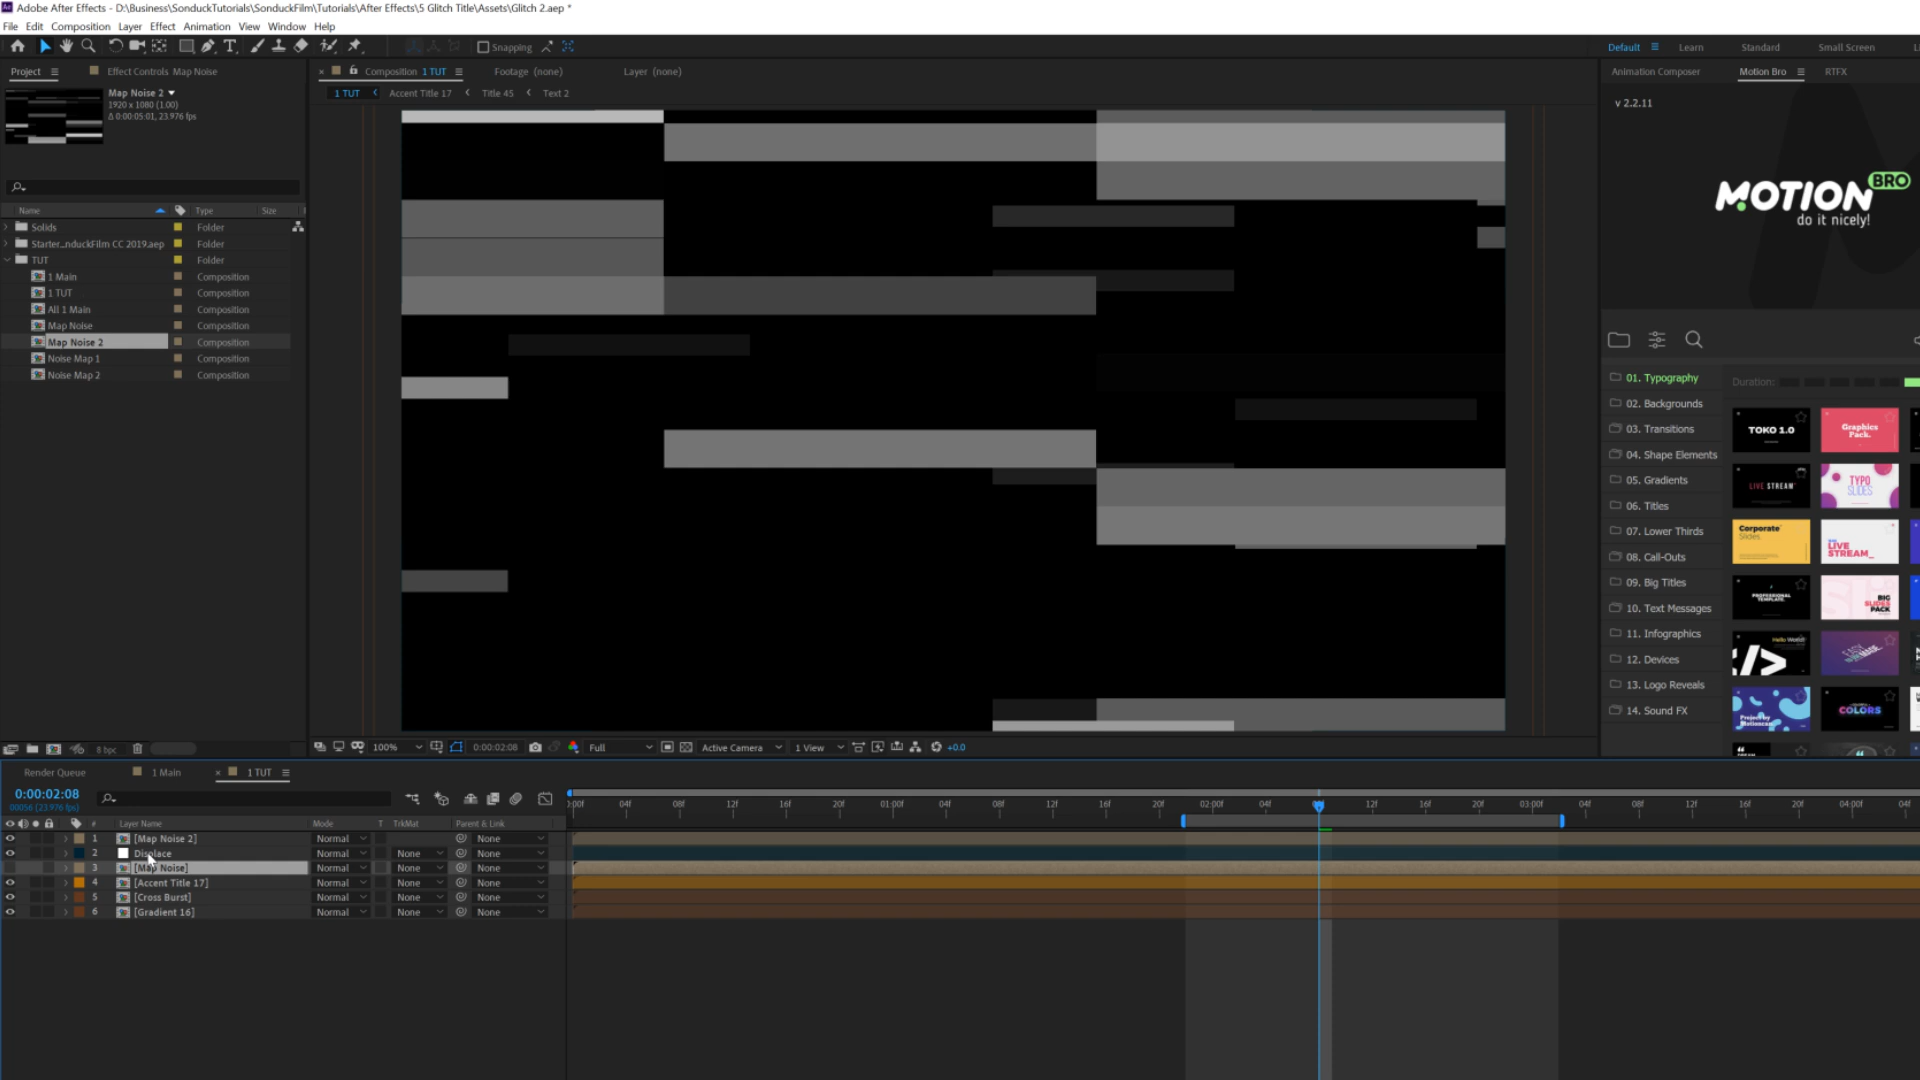 Adobe After Effects - D:\Business\SonduckTutorials\SonduckFilm\Tutorials\After Effects\5 Glitch Title\Assets\Glitch 2.aep *
File Edit Composition Layer Effect Animation View Window Help
Snapping
Default Learn Standard Small Screen
Project Effect Controls Map Noise
Composition 1 TUT Footage (none) Layer (none)
Animation Composer Motion Bro RTFX
1 TUT Accent Title 17 Title 45 Text 2
Map Noise 2
1920 x 1080 (1.00)
Δ 0:00:05:01, 23.976 fps
v 2.2.11
MOTION BRO
do it nicely!
Name Type Size
Solids Folder
Starter_nduckFilm CC 2019.aep Folder
TUT Folder
1 Main Composition
1 TUT Composition
All 1 Main Composition
Map Noise Composition
Map Noise 2 Composition
Noise Map 1 Composition
Noise Map 2 Composition
01. Typography
02. Backgrounds
03. Transitions
04. Shape Elements
05. Gradients
06. Titles
07. Lower Thirds
08. Call-Outs
09. Big Titles
10. Text Messages
11. Infographics
12. Devices
13. Logo Reveals
14. Sound FX
Duration:
TOKO 1.0
Graphics
Pack.
LIVE STREAM
TYPO
SLIDES
Corporate
Slides.
LIVE
STREAM_
PROFESSIONAL
TEMPLATE.
BIG
SLIDES
PACK
Hello World!
</>
EASY
Project by
COLORS
8 bpc
100% 0:00:02:08 Full Active Camera 1 View +0.0
Render Queue 1 Main 1 TUT
0:00:02:08
00056 (23.976 fps)
:00f 04f 08f 12f 16f 20f 01:00f 04f 08f 12f 16f 20f 02:00f 04f 12f 16f 20f 03:00f 04f 08f 12f 16f 20f 04:00f 04f
# Layer Name Mode T TrkMat Parent & Link
1 [Map Noise 2] Normal None
2 Displace Normal None None
3 [Map Noise] Normal None None
4 [Accent Title 17] Normal None None
5 [Cross Burst] Normal None None
6 [Gradient 16] Normal None None